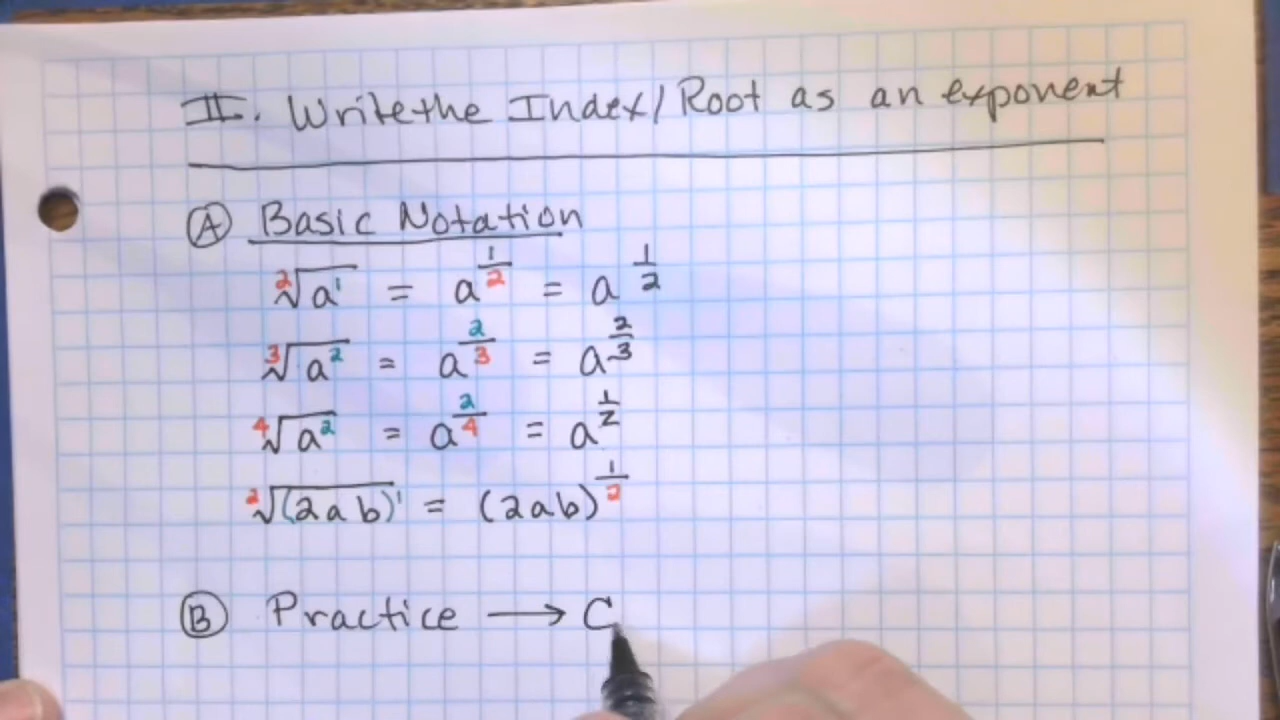 II. Write the Index/Root as an exponent
A Basic Notation
²√a¹ = a^(1/2) = a^(1/2)
³√a² = a^(2/3) = a^(2/3)
⁴√a² = a^(2/4) = a^(1/2)
²√(2ab)¹ = (2ab)^(1/2)
B Practice → C